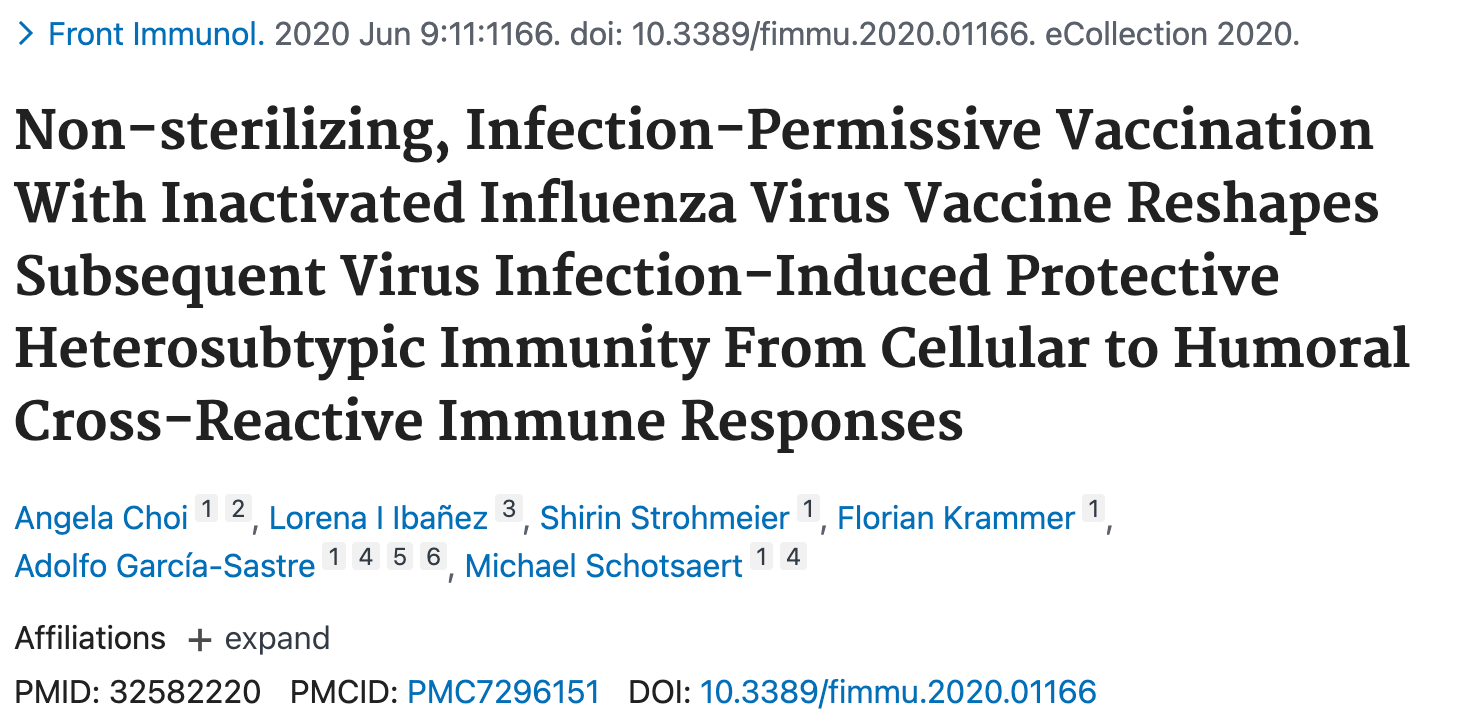 > Front Immunol. 2020 Jun 9:11:1166. doi: 10.3389/fimmu.2020.01166. eCollection 2020.
Non-sterilizing, Infection-Permissive Vaccination
With Inactivated Influenza Virus Vaccine Reshapes
Subsequent Virus Infection-Induced Protective
Heterosubtypic Immunity From Cellular to Humoral
Cross-Reactive Immune Responses
Angela Choi 1 2, Lorena I Ibañez 3, Shirin Strohmeier 1, Florian Krammer 1,
Adolfo García-Sastre 1 4 5 6, Michael Schotsaert 1 4
Affiliations + expand
PMID: 32582220 PMCID: PMC7296151 DOI: 10.3389/fimmu.2020.01166